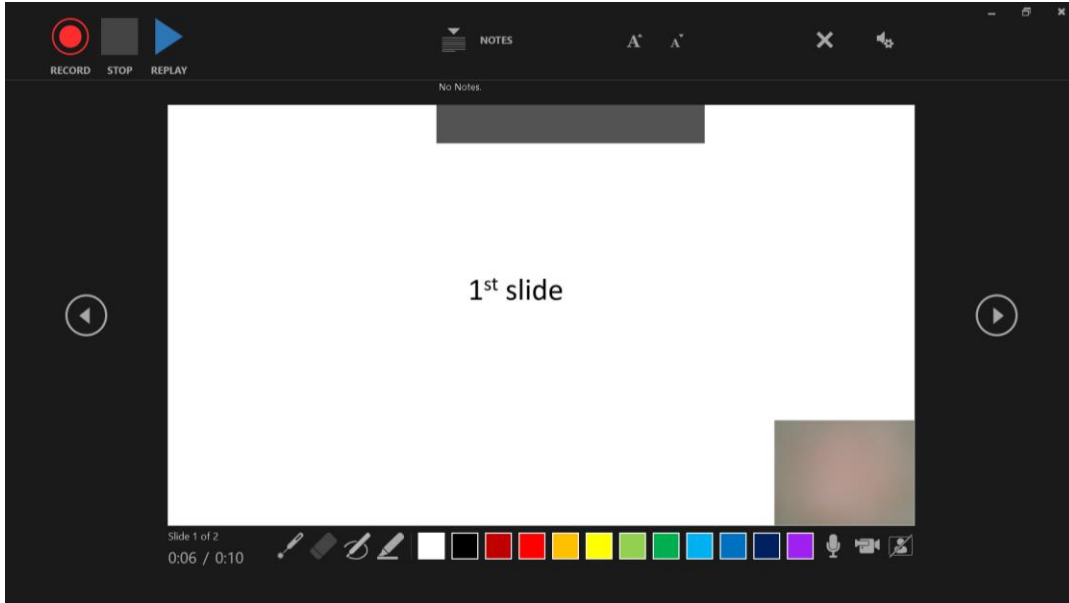 RECORD STOP REPLAY
NOTES
A A
No Notes.
1st slide
Slide 1 of 2
0:06 / 0:10